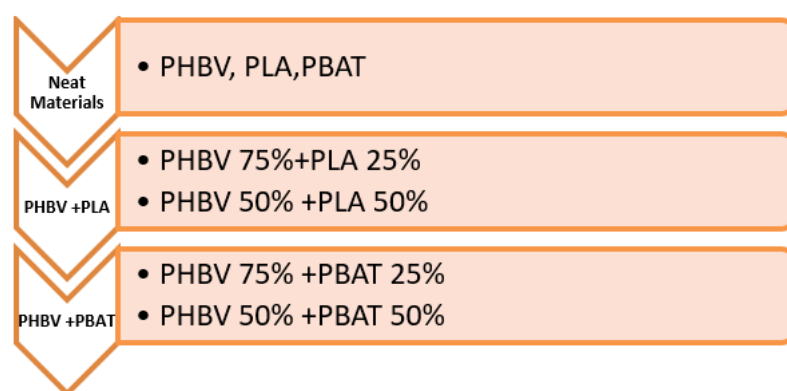 Neat
Materials
• PHBV, PLA,PBAT
PHBV +PLA
• PHBV 75%+PLA 25%
• PHBV 50% +PLA 50%
PHBV +PBAT
• PHBV 75% +PBAT 25%
• PHBV 50% +PBAT 50%